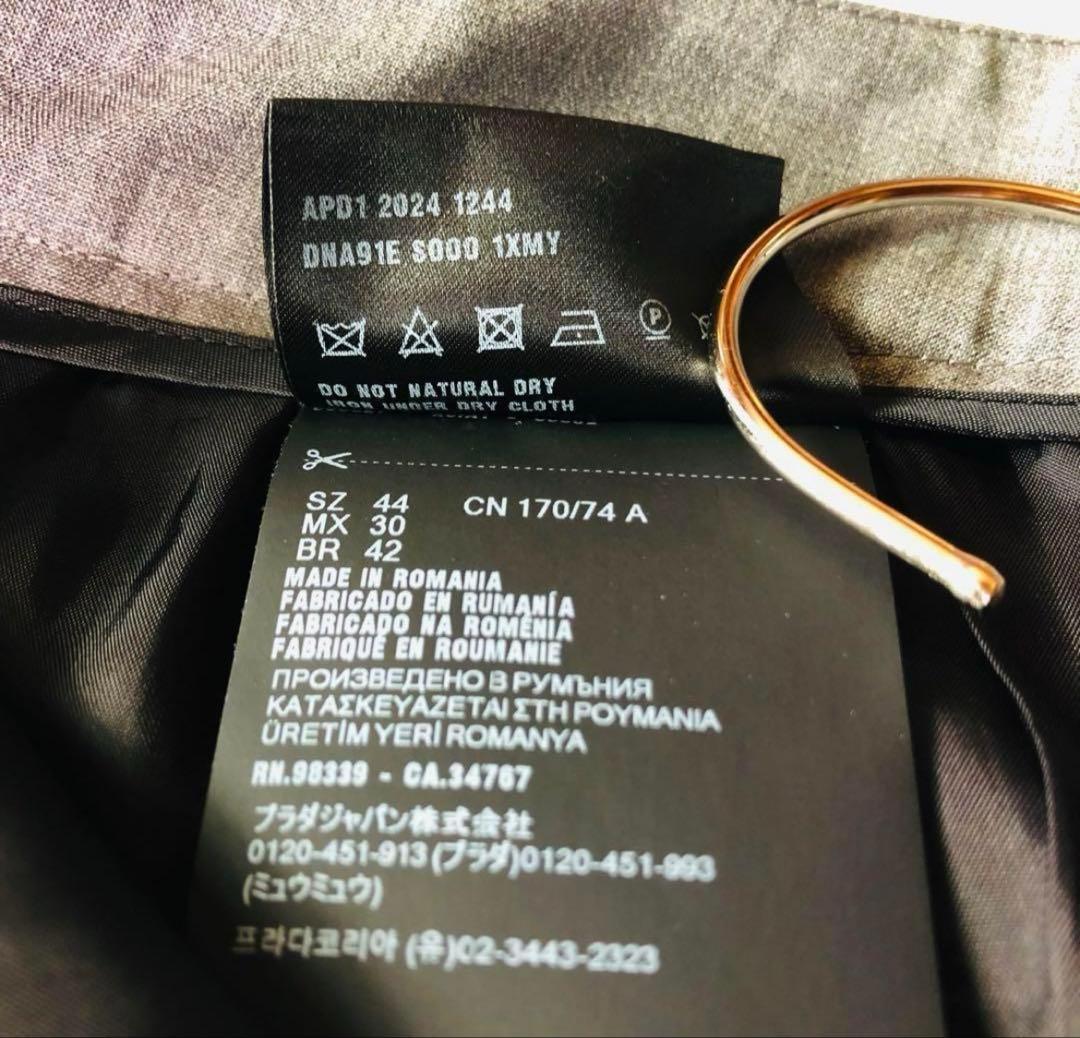 APD1 2024 1244
DNA91E S000 1XMY
P
DO NOT NATURAL DRY
IRON UNDER DRY CLOTH
SZ 44 CN 170/74 A
MX 30
BR 42
MADE IN ROMANIA
FABRICADO EN RUMANÍA
FABRICADO NA ROMÉNIA
FABRIQUÉ EN ROUMANIE
ПРОИЗВЕДЕНО В РУМЪНИЯ
ΚΑΤΑΣΚΕΥΑΖΕΤΑΙ ΣΤΗ ΡΟΥΜΑΝΙΑ
ÜRETİM YERİ ROMANYA
RN.98339 - CA.34767
プラダジャパン株式会社
0120-451-913(プラダ)0120-451-993
(ミュウミュウ)
프라다코리아 (유)02-3443-2323